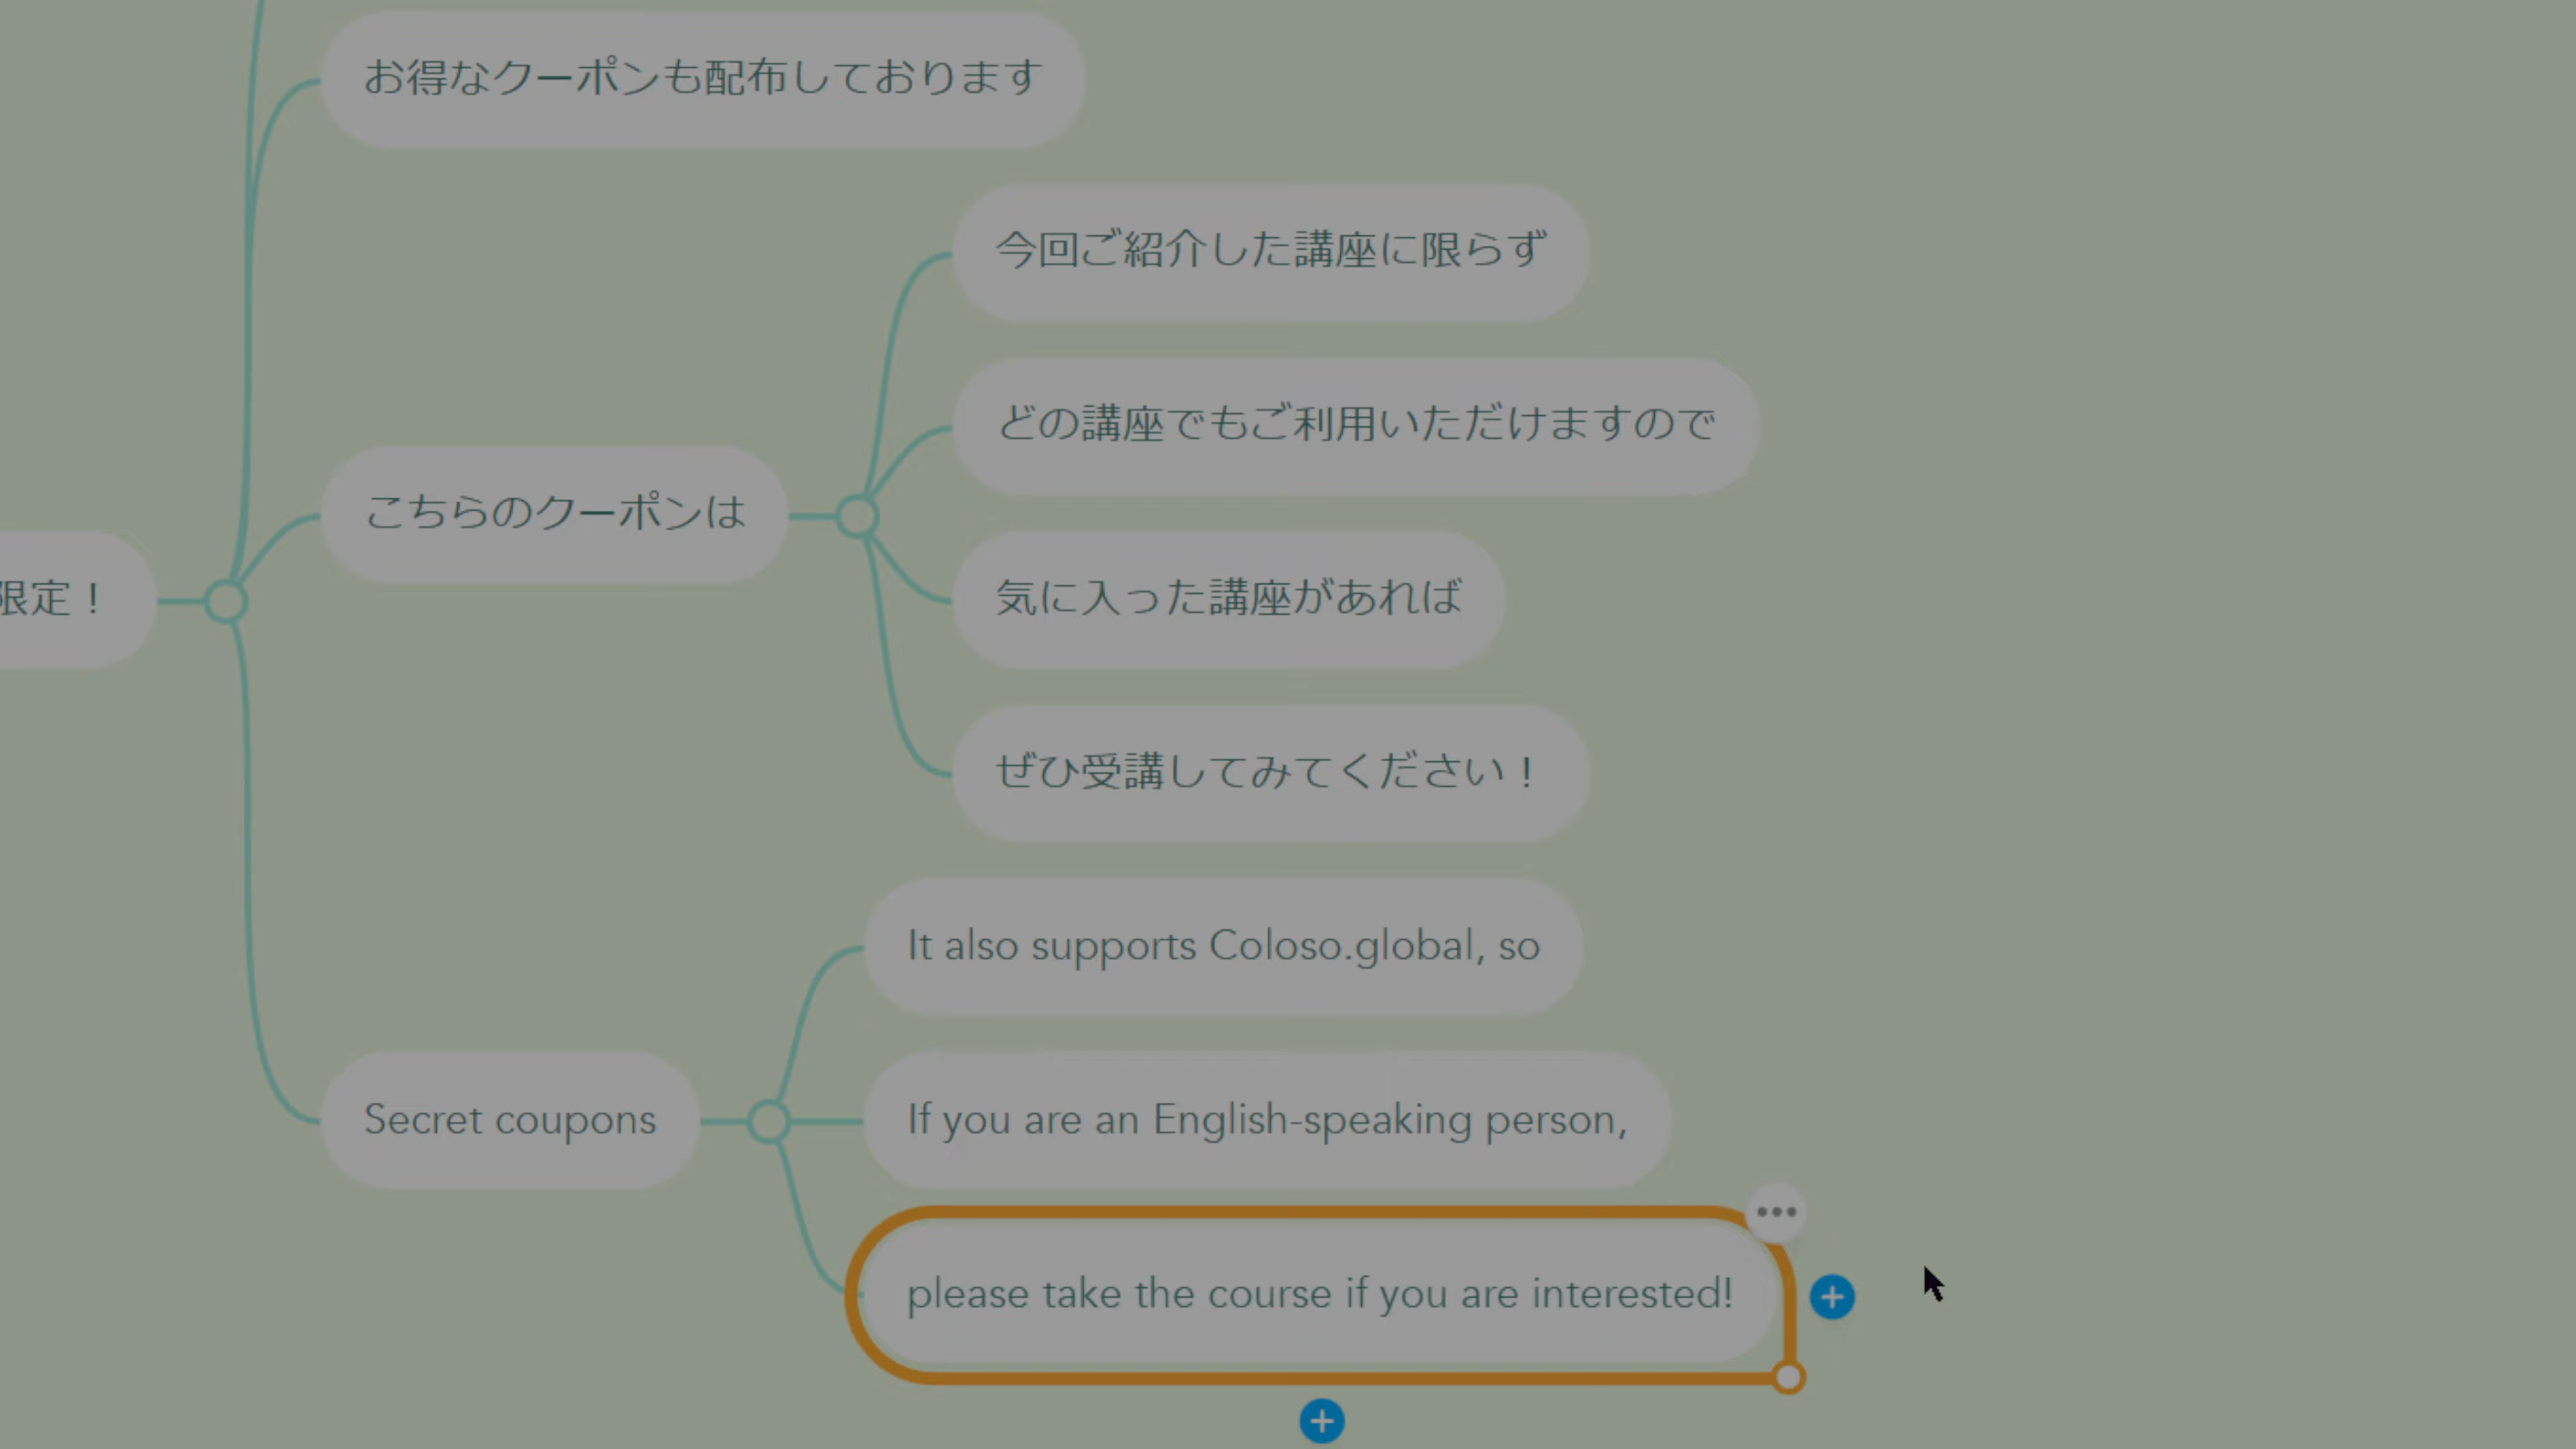 お得なクーポンも配布しております
今回ご紹介した講座に限らず
どの講座でもご利用いただけますので
こちらのクーポンは
限定！
気に入った講座があれば
ぜひ受講してみてください！
It also supports Coloso.global, so
Secret coupons
If you are an English-speaking person,
please take the course if you are interested!